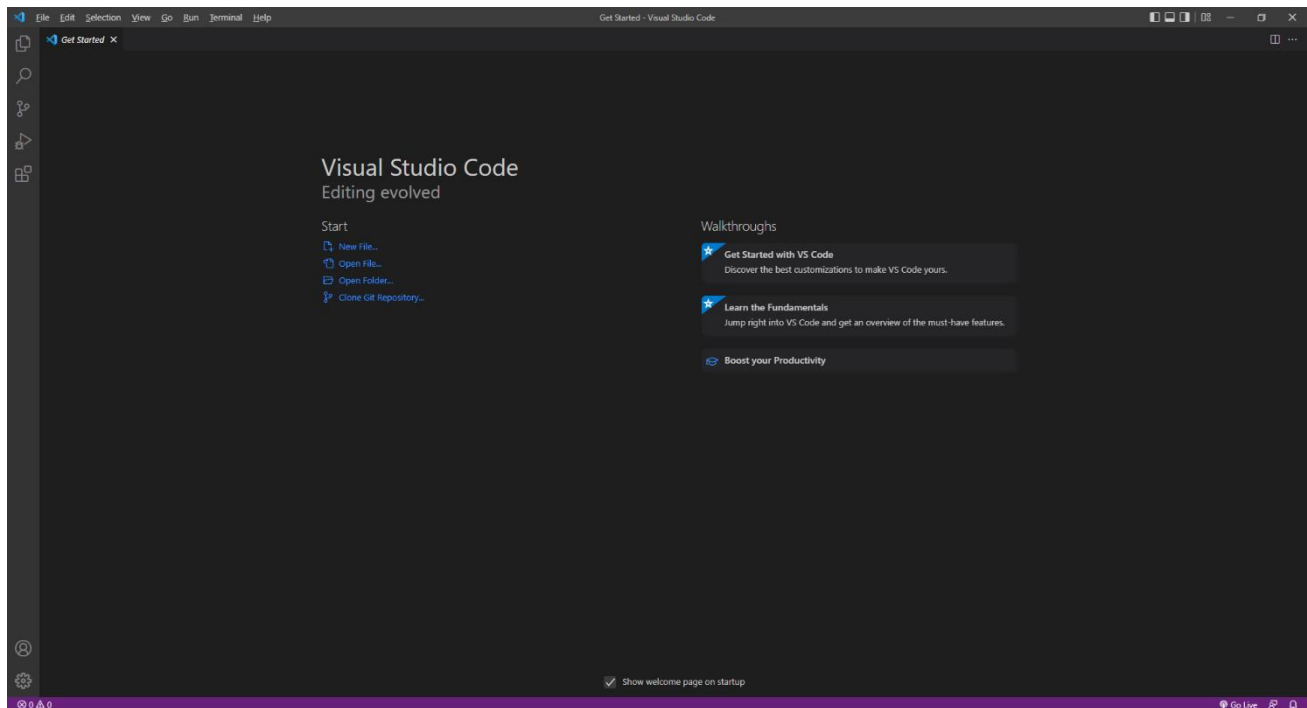 File Edit Selection View Go Run Terminal Help
Get Started - Visual Studio Code
Get Started
Visual Studio Code
Editing evolved
Start
New File...
Open File...
Open Folder...
Clone Git Repository...
Walkthroughs
Get Started with VS Code
Discover the best customizations to make VS Code yours.
Learn the Fundamentals
Jump right into VS Code and get an overview of the must-have features.
Boost your Productivity
Show welcome page on startup
0 0
Go Live